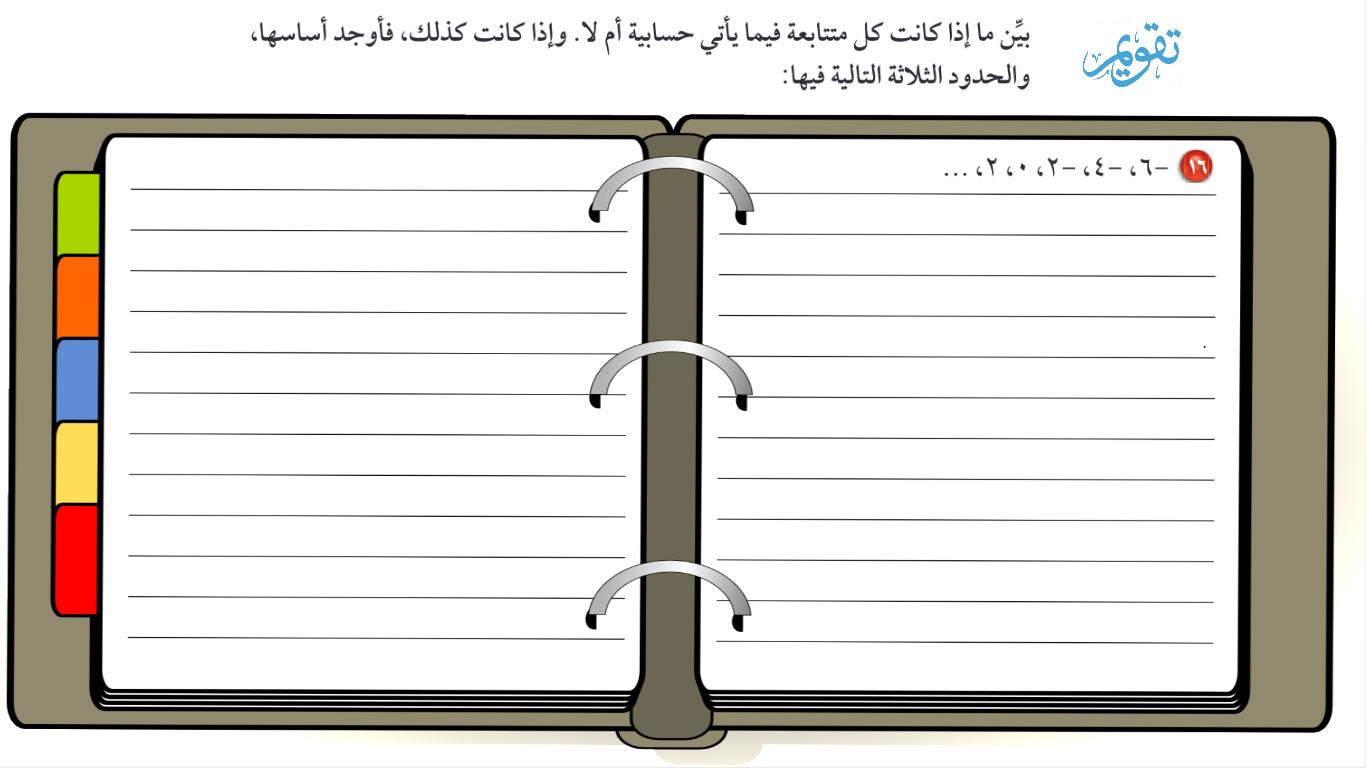 تقويم
بيِّن ما إذا كانت كل متتابعة فيما يأتي حسابية أم لا. وإذا كانت كذلك، فأوجد أساسها،
والحدود الثلاثة التالية فيها:
١٦ –٦، –٤، –٢، ٠، ٢، ...